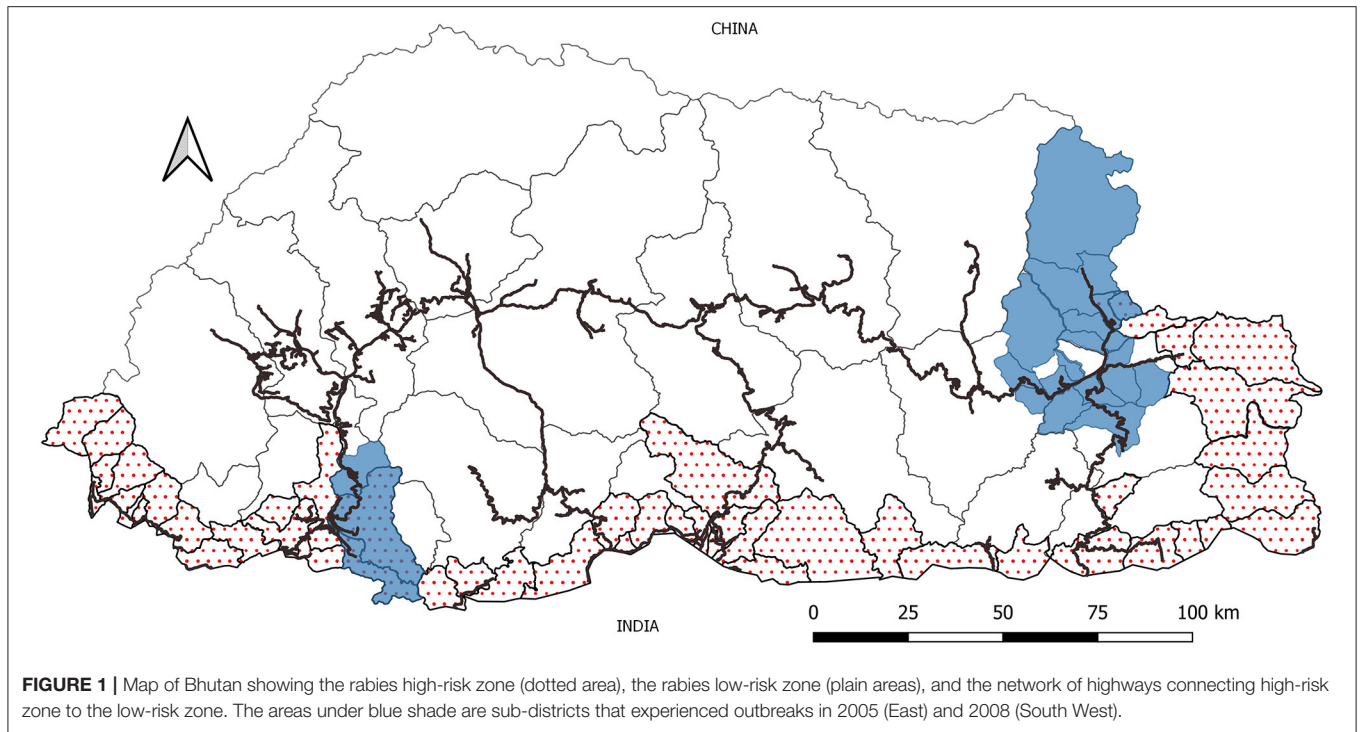 CHINA
INDIA
0 25 50 75 100 km
FIGURE 1 | Map of Bhutan showing the rabies high-risk zone (dotted area), the rabies low-risk zone (plain areas), and the network of highways connecting high-risk
zone to the low-risk zone. The areas under blue shade are sub-districts that experienced outbreaks in 2005 (East) and 2008 (South West).